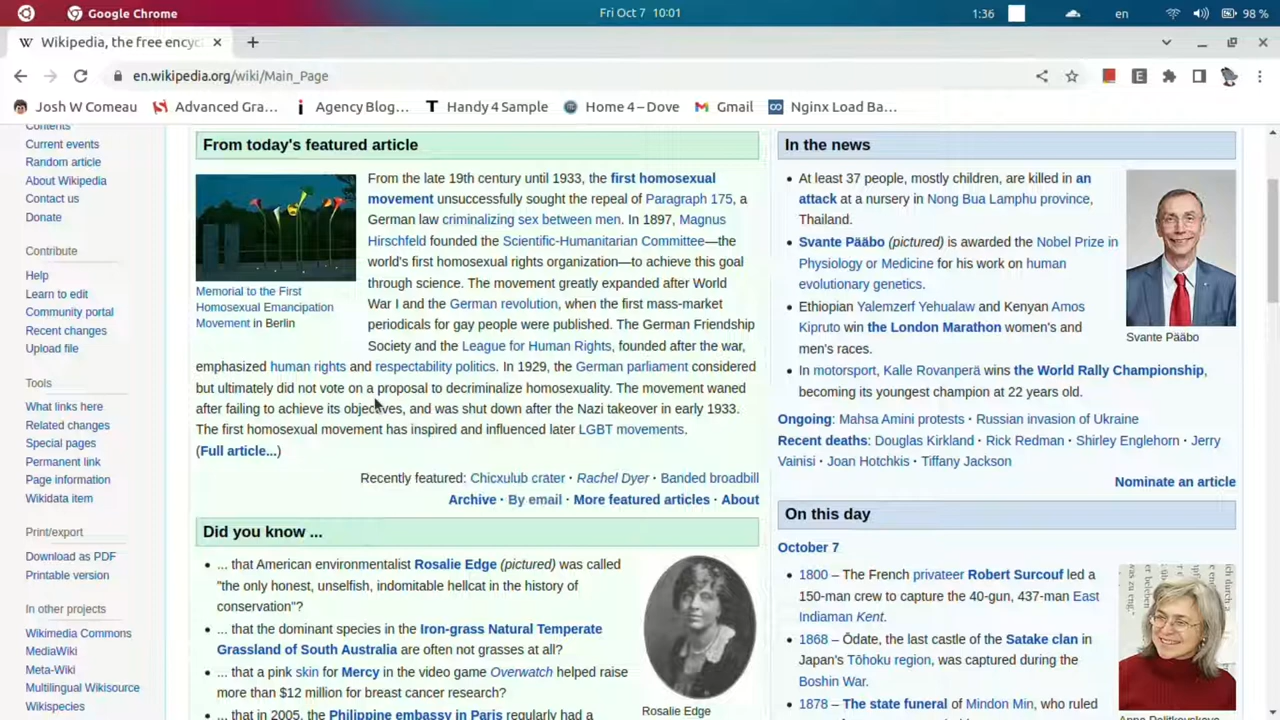 Google Chrome
Fri Oct 7 10:01
1:36
en
98 %
Wikipedia, the free ency
en.wikipedia.org/wiki/Main_Page
Josh W Comeau
Advanced Gra...
Agency Blog...
Handy 4 Sample
Home 4 – Dove
Gmail
Nginx Load Ba...
Contents
Current events
Random article
About Wikipedia
Contact us
Donate
Contribute
Help
Learn to edit
Community portal
Recent changes
Upload file
Tools
What links here
Related changes
Special pages
Permanent link
Page information
Wikidata item
Print/export
Download as PDF
Printable version
In other projects
Wikimedia Commons
MediaWiki
Meta-Wiki
Multilingual Wikisource
Wikispecies
From today's featured article
Memorial to the First
Homosexual Emancipation
Movement in Berlin
From the late 19th century until 1933, the first homosexual
movement unsuccessfully sought the repeal of Paragraph 175, a
German law criminalizing sex between men. In 1897, Magnus
Hirschfeld founded the Scientific-Humanitarian Committee—the
world's first homosexual rights organization—to achieve this goal
through science. The movement greatly expanded after World
War I and the German revolution, when the first mass-market
periodicals for gay people were published. The German Friendship
Society and the League for Human Rights, founded after the war,
emphasized human rights and respectability politics. In 1929, the German parliament considered
but ultimately did not vote on a proposal to decriminalize homosexuality. The movement waned
after failing to achieve its objectives, and was shut down after the Nazi takeover in early 1933.
The first homosexual movement has inspired and influenced later LGBT movements.
(Full article...)
Recently featured: Chicxulub crater · Rachel Dyer · Banded broadbill
Archive · By email · More featured articles · About
Did you know ...
... that American environmentalist Rosalie Edge (pictured) was called
"the only honest, unselfish, indomitable hellcat in the history of
conservation"?
... that the dominant species in the Iron-grass Natural Temperate
Grassland of South Australia are often not grasses at all?
... that a pink skin for Mercy in the video game Overwatch helped raise
more than $12 million for breast cancer research?
... that in 2005, the Philippine embassy in Paris regularly had a
Rosalie Edge
In the news
At least 37 people, mostly children, are killed in an
attack at a nursery in Nong Bua Lamphu province,
Thailand.
Svante Pääbo (pictured) is awarded the Nobel Prize in
Physiology or Medicine for his work on human
evolutionary genetics.
Ethiopian Yalemzerf Yehualaw and Kenyan Amos
Kipruto win the London Marathon women's and
men's races.
In motorsport, Kalle Rovanperä wins the World Rally Championship,
becoming its youngest champion at 22 years old.
Svante Pääbo
Ongoing: Mahsa Amini protests · Russian invasion of Ukraine
Recent deaths: Douglas Kirkland · Rick Redman · Shirley Englehorn · Jerry
Vainisi · Joan Hotchkis · Tiffany Jackson
Nominate an article
On this day
October 7
1800 – The French privateer Robert Surcouf led a
150-man crew to capture the 40-gun, 437-man East
Indiaman Kent.
1868 – Ōdate, the last castle of the Satake clan in
Japan's Tōhoku region, was captured during the
Boshin War.
1878 – The state funeral of Mindon Min, who ruled
Anna Politkovskaya